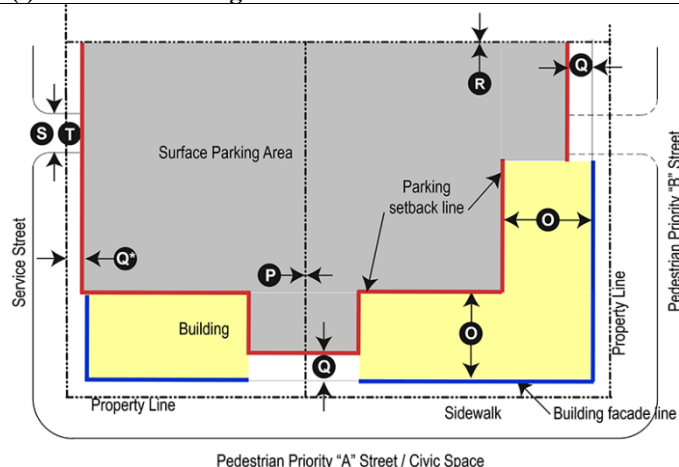 R
Q
S T
Surface Parking Area
Parking
setback line
O
Service Street
Pedestrian Priority "B" Street
Q*
P
Property Line
Building
O
Q
Property Line
Sidewalk
Building facade line
Pedestrian Priority "A" Street / Civic Space